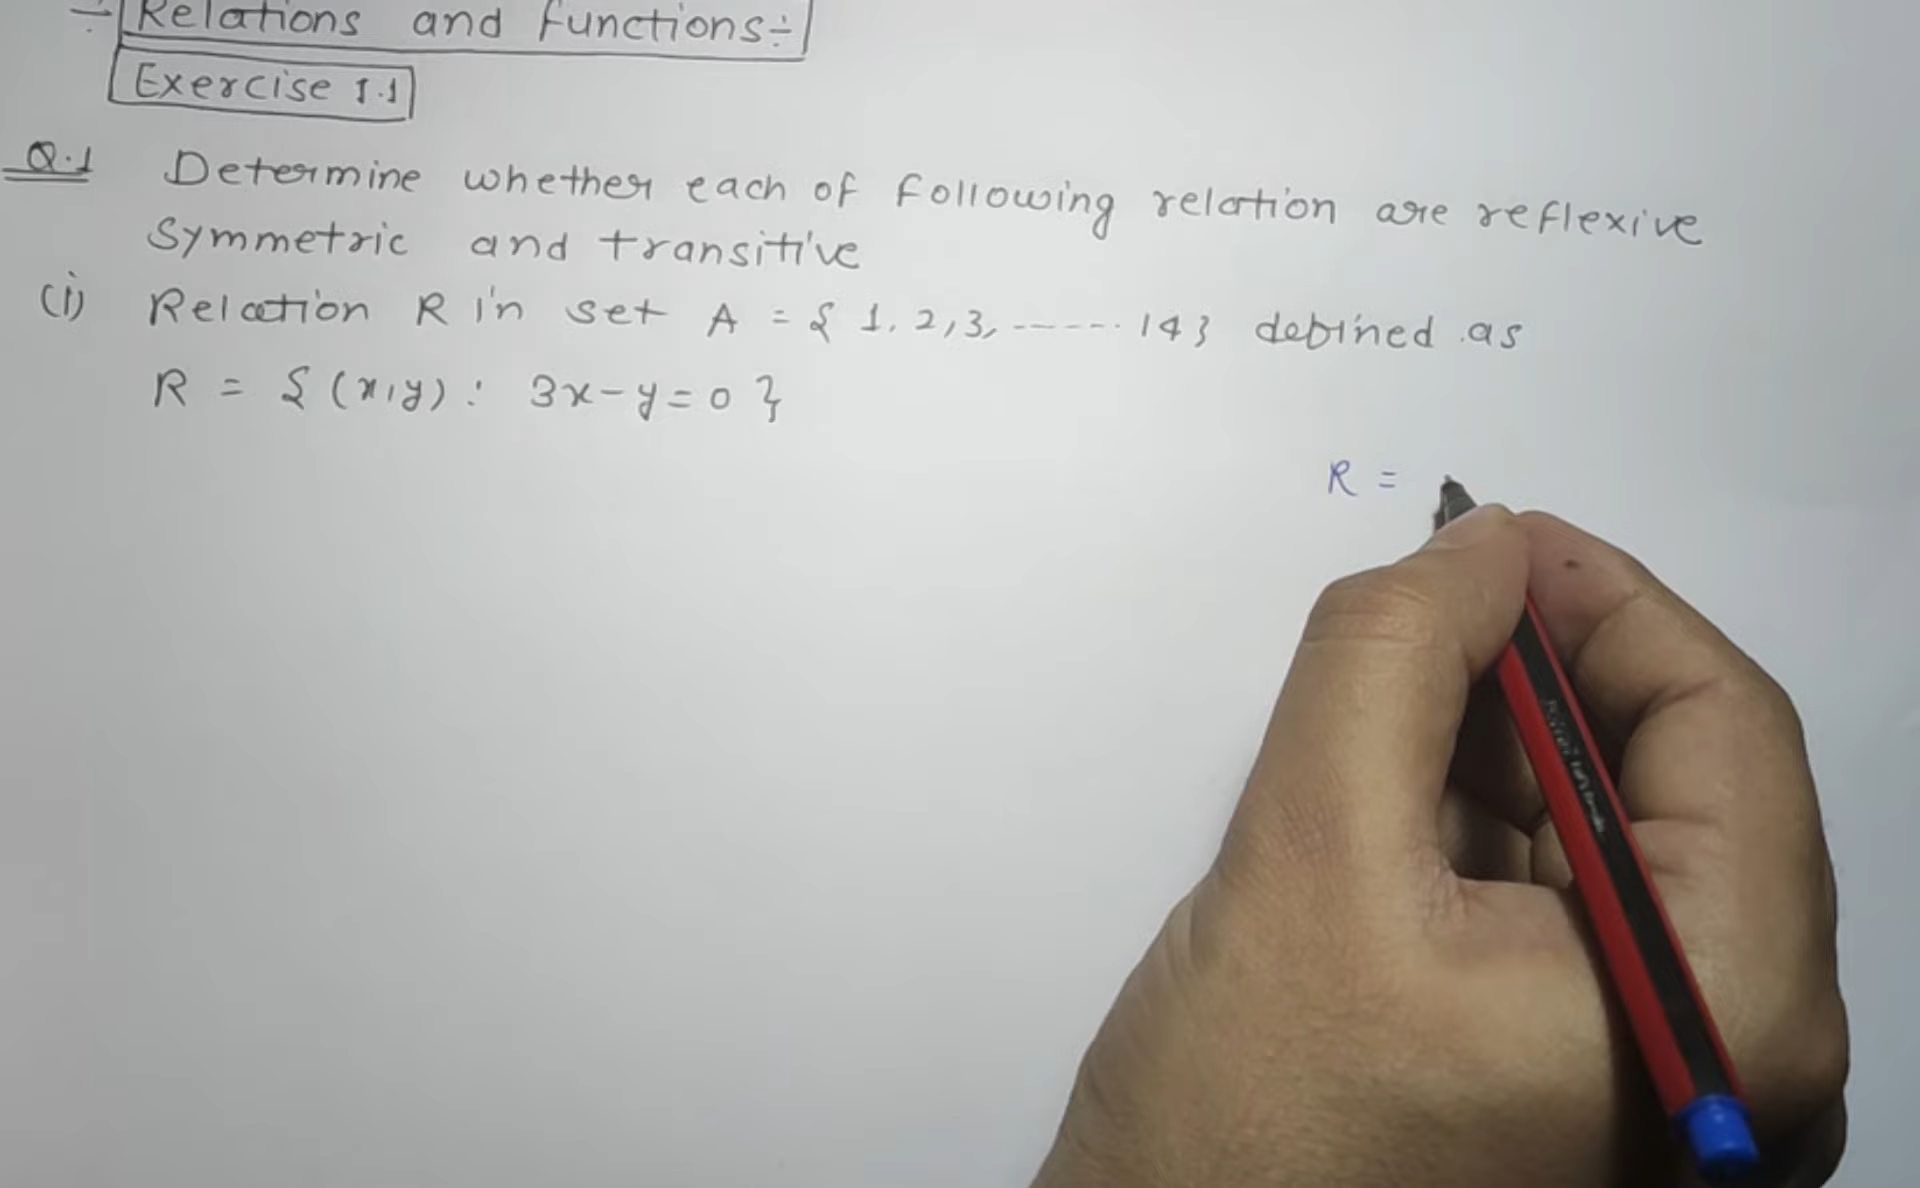 ÷ Relations and functions ÷
Exercise 1.1
Q.1 Determine whether each of following relation are reflexive
Symmetric and transitive
(i) Relation R in set A = { 1, 2, 3, ------ 14 } defined as
R = { (x, y) : 3x - y = 0 }
R =